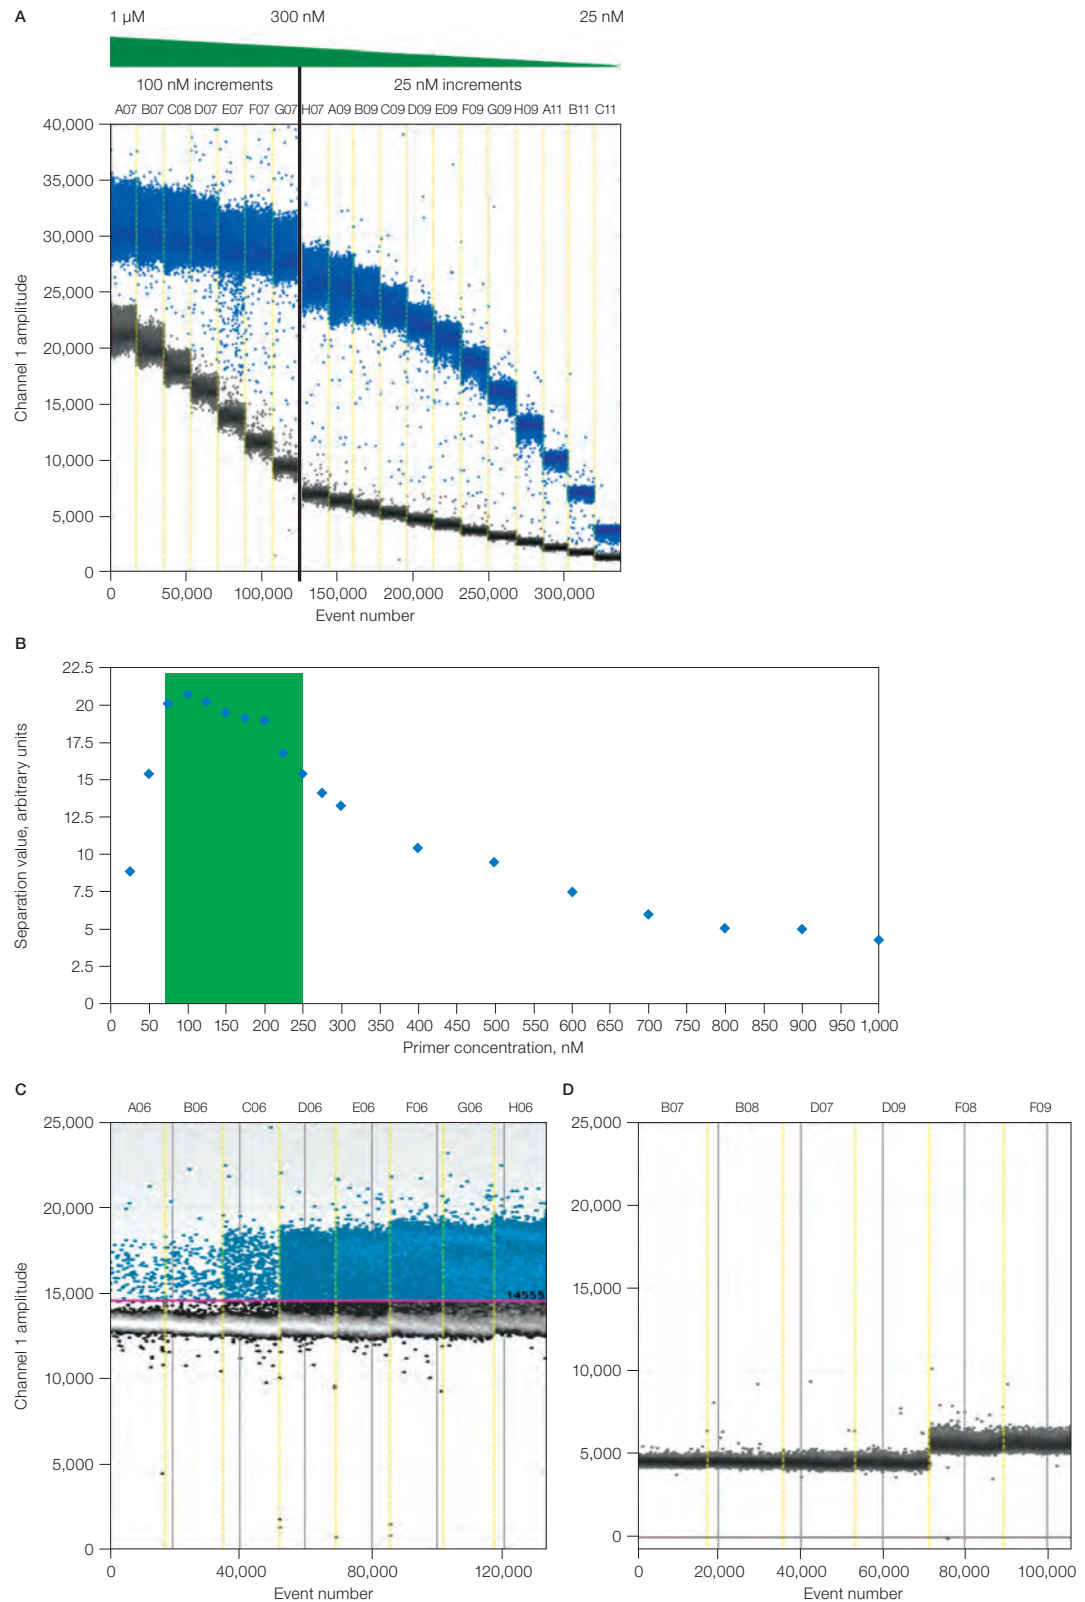 A
1 µM 300 nM 25 nM
100 nM increments 25 nM increments
A07 B07 C08 D07 E07 F07 G07 H07 A09 B09 C09 D09 E09 F09 G09 H09 A11 B11 C11
40,000
35,000
30,000
25,000
20,000
15,000
10,000
5,000
0
Channel 1 amplitude
0 50,000 100,000 150,000 200,000 250,000 300,000
Event number
B
22.5
20
17.5
15
12.5
10
7.5
5
2.5
0
Separation value, arbitrary units
0 50 100 150 200 250 300 350 400 450 500 550 600 650 700 750 800 850 900 950 1,000
Primer concentration, nM
C
A06 B06 C06 D06 E06 F06 G06 H06
25,000
20,000
15,000
10,000
5,000
0
14555
Channel 1 amplitude
0 40,000 80,000 120,000
Event number
D
B07 B08 D07 D09 F08 F09
25,000
20,000
15,000
10,000
5,000
0
0 20,000 40,000 60,000 80,000 100,000
Event number